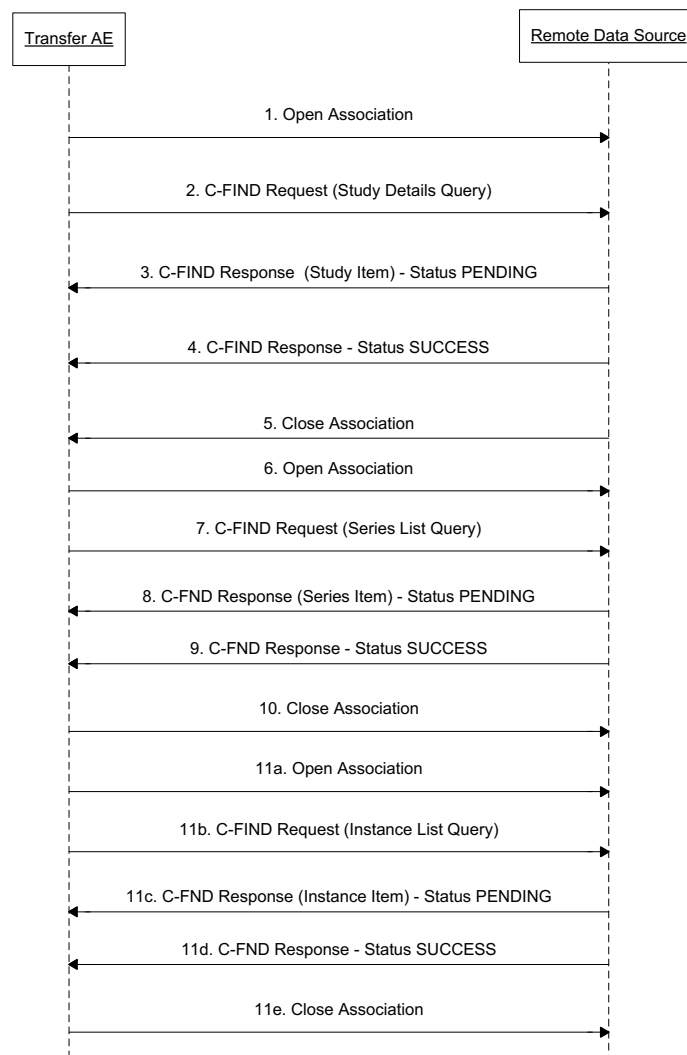 Transfer AE
Remote Data Source
1. Open Association
2. C-FIND Request (Study Details Query)
3. C-FIND Response (Study Item) - Status PENDING
4. C-FIND Response - Status SUCCESS
5. Close Association
6. Open Association
7. C-FIND Request (Series List Query)
8. C-FND Response (Series Item) - Status PENDING
9. C-FND Response - Status SUCCESS
10. Close Association
11a. Open Association
11b. C-FIND Request (Instance List Query)
11c. C-FND Response (Instance Item) - Status PENDING
11d. C-FND Response - Status SUCCESS
11e. Close Association